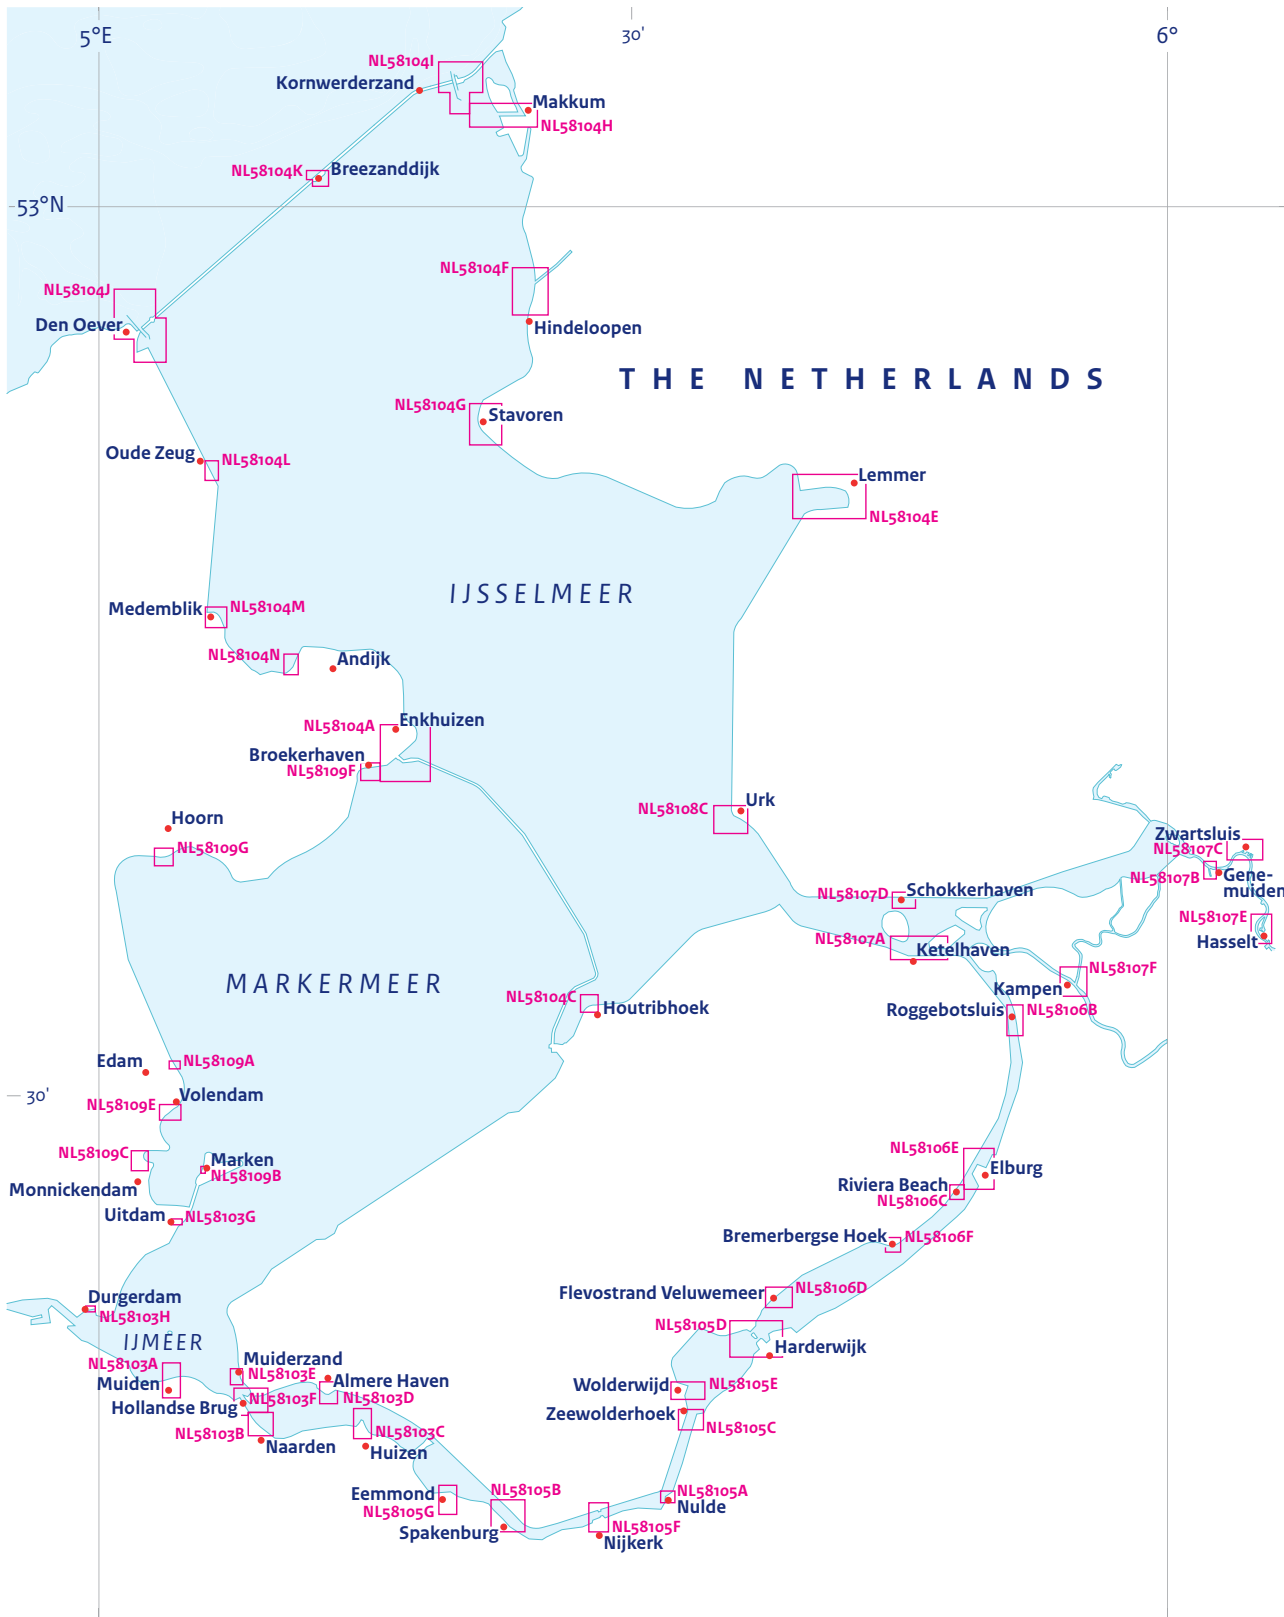 5°E
30'
6°
NL58104I
Kornwerderzand
Makkum
NL58104H
NL58104K
Breezanddijk
53°N
NL58104F
NL58104J
Den Oever
Hindeloopen
THE NETHERLANDS
NL58104G
Stavoren
Oude Zeug
NL58104L
Lemmer
NL58104E
IJSSELMEER
Medemblik
NL58104M
NL58104N
Andijk
Enkhuizen
NL58104A
Broekerhaven
NL58109F
Urk
NL58108C
Hoorn
NL58109G
Zwartsluis
NL58107C
NL58107B
Gene-
muiden
NL58107D
Schokkerhaven
NL58107E
Hasselt
NL58107A
Ketelhaven
NL58107F
Kampen
MARKERMEER
NL58104C
Houtribhoek
Roggebotsluis
NL58106B
Edam
NL58109A
30'
Volendam
NL58109E
NL58109C
Marken
NL58109B
Monnickendam
NL58106E
Elburg
Riviera Beach
NL58106C
Uitdam
NL58103G
Bremerbergse Hoek
NL58106F
Durgerdam
NL58103H
Flevostrand Veluwemeer
NL58106D
IJMEER
NL58105D
Harderwijk
NL58103A
Muiden
Muiderzand
NL58103E
Almere Haven
NL58103D
Wolderwijd
NL58105E
Hollandse Brug
NL58103F
Zeewolderhoek
NL58105C
NL58103B
Naarden
NL58103C
Huizen
Eemmond
NL58105G
NL58105B
Spakenburg
NL58105A
Nulde
NL58105F
Nijkerk